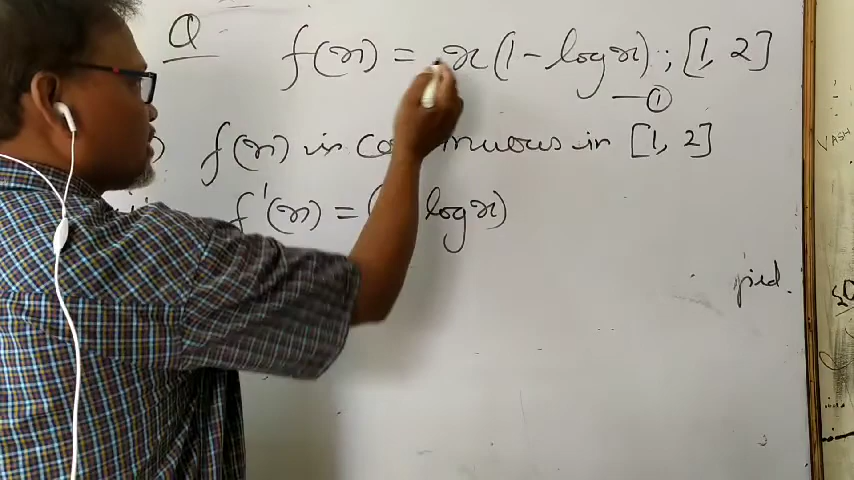 Q f(x) = x(1 - log x) ; [1, 2]
— ①
f(x) is continuous in [1, 2]
f'(x) = ( log x)